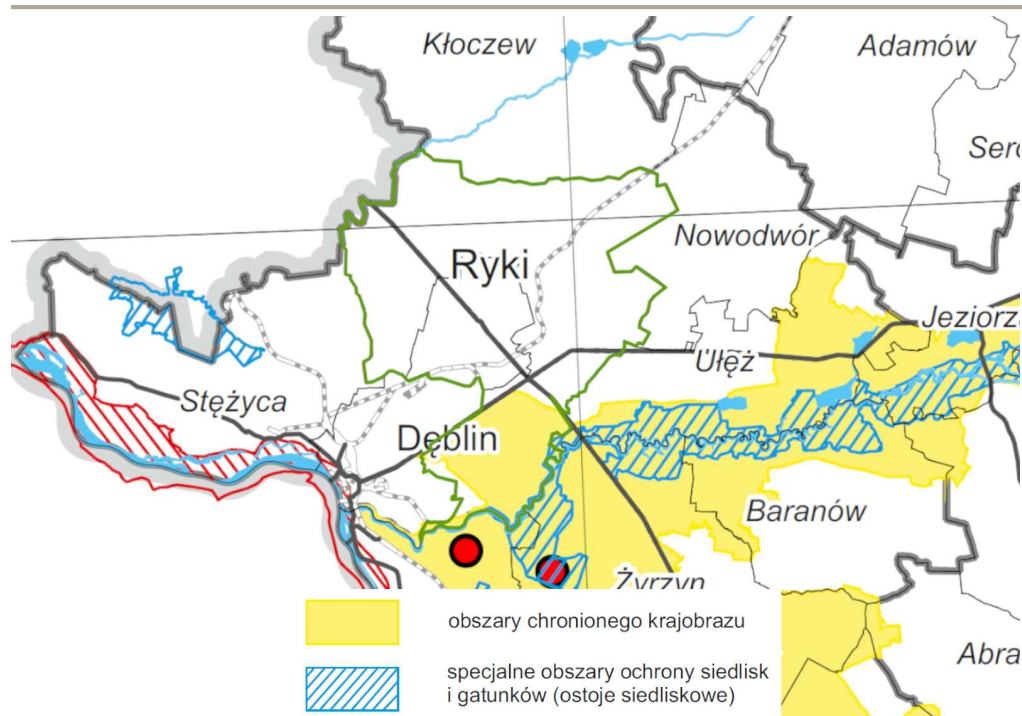 Kłoczew
Adamów
Sero
Nowodwór
Ryki
Jeziorz
Ułęż
Stężyca
Dęblin
Baranów
Żyrzyn
obszary chronionego krajobrazu
Abra
specjalne obszary ochrony siedlisk
i gatunków (ostoje siedliskowe)